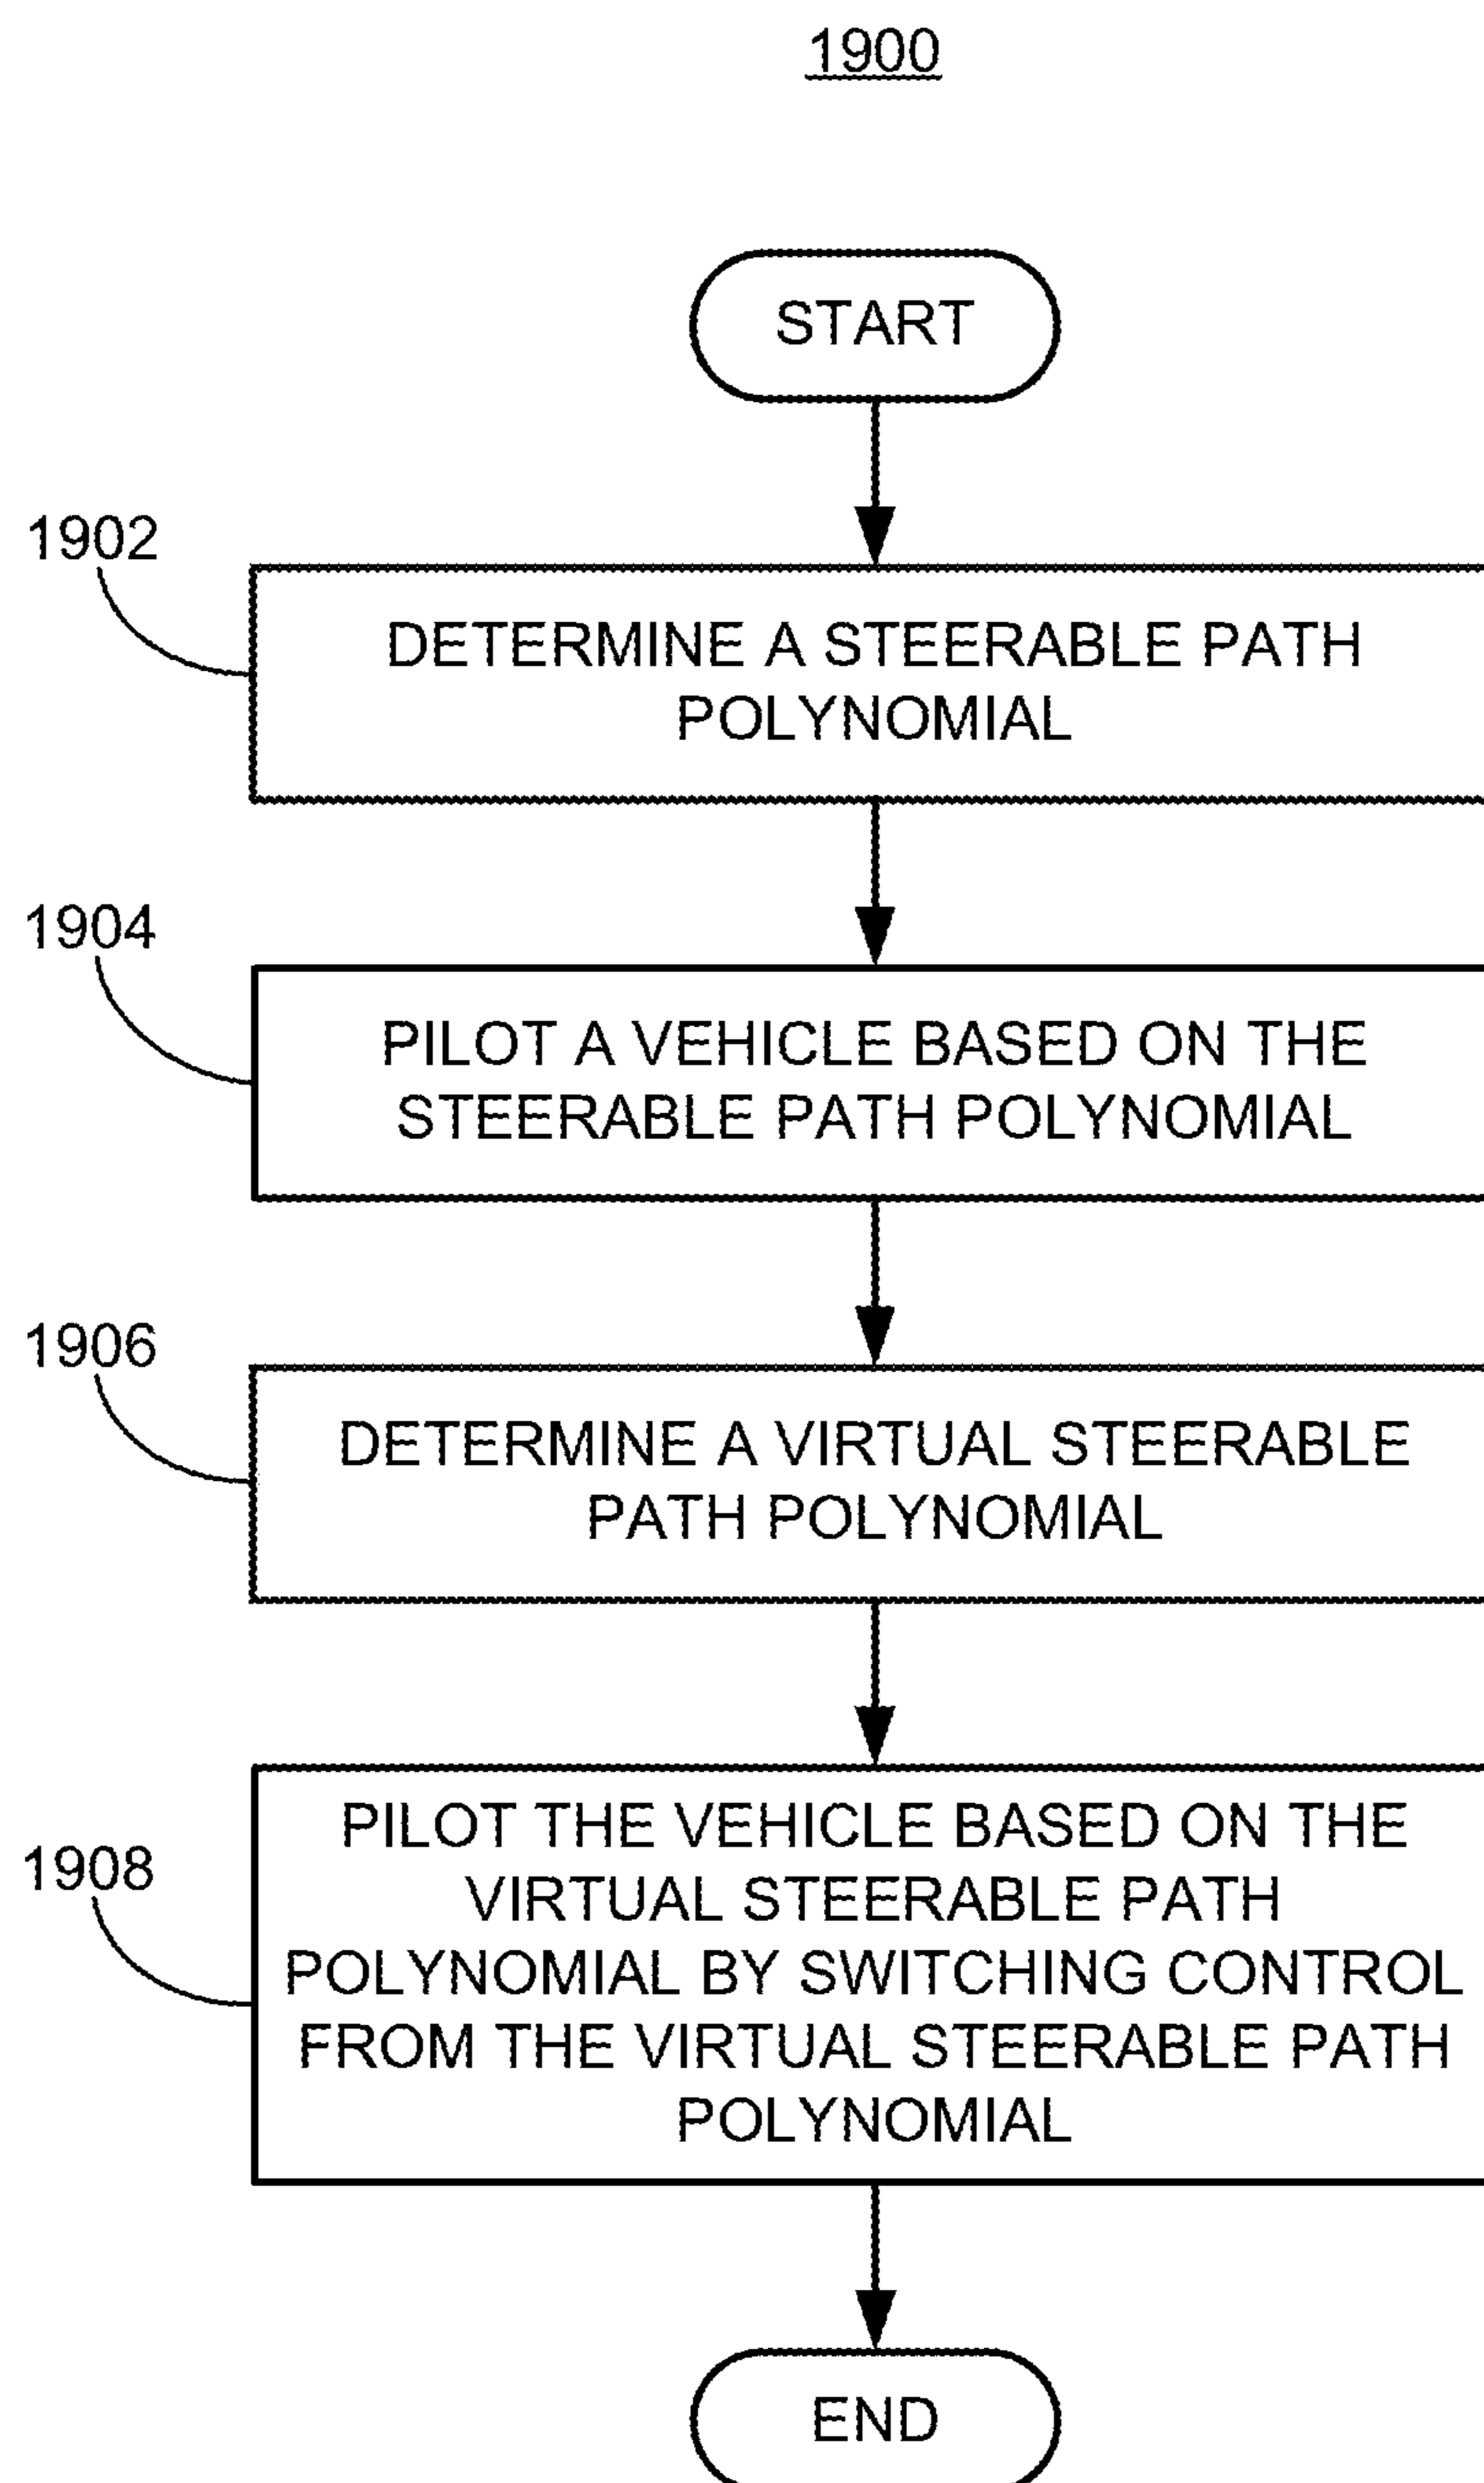 1900
START
1902
DETERMINE A STEERABLE PATH
POLYNOMIAL
1904
PILOT A VEHICLE BASED ON THE
STEERABLE PATH POLYNOMIAL
1906
DETERMINE A VIRTUAL STEERABLE
PATH POLYNOMIAL
1908
PILOT THE VEHICLE BASED ON THE
VIRTUAL STEERABLE PATH
POLYNOMIAL BY SWITCHING CONTROL
FROM THE VIRTUAL STEERABLE PATH
POLYNOMIAL
END